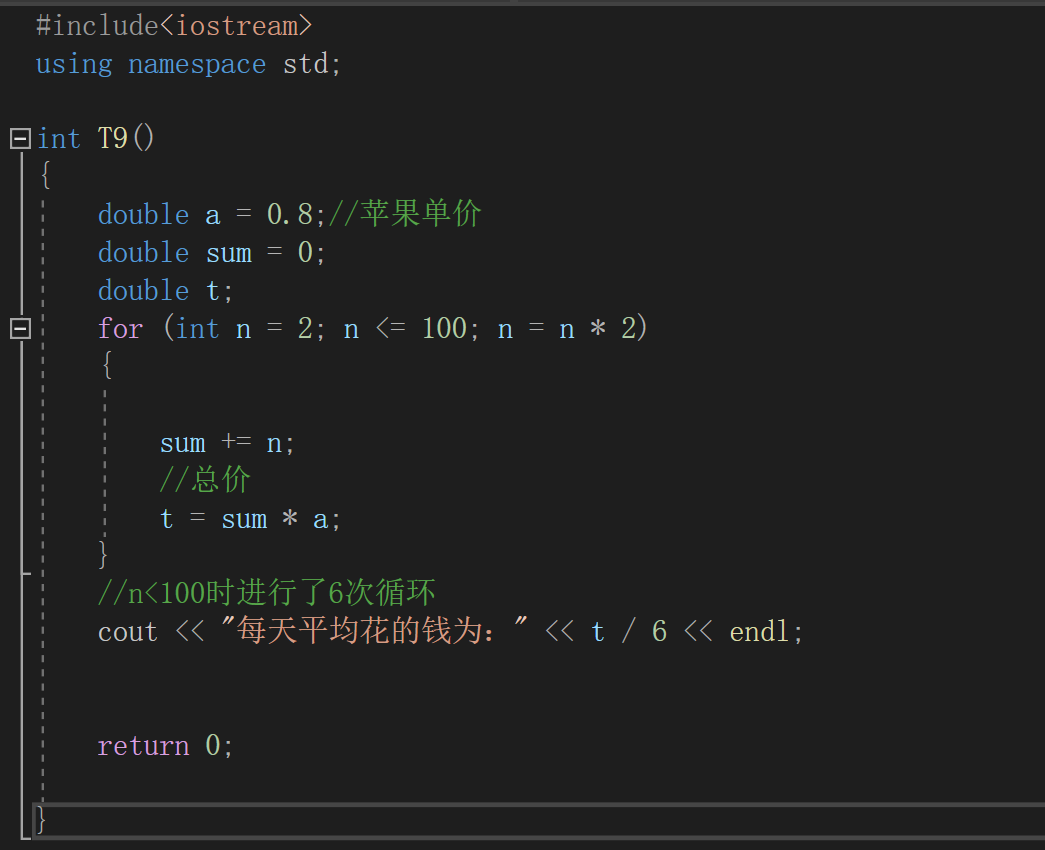 #include<iostream>
using namespace std;
int T9()
{
double a = 0.8;//苹果单价
double sum = 0;
double t;
for (int n = 2; n <= 100; n = n * 2)
{
sum += n;
//总价
t = sum * a;
}
//n<100时进行了6次循环
cout << "每天平均花的钱为：" << t / 6 << endl;
return 0;
}